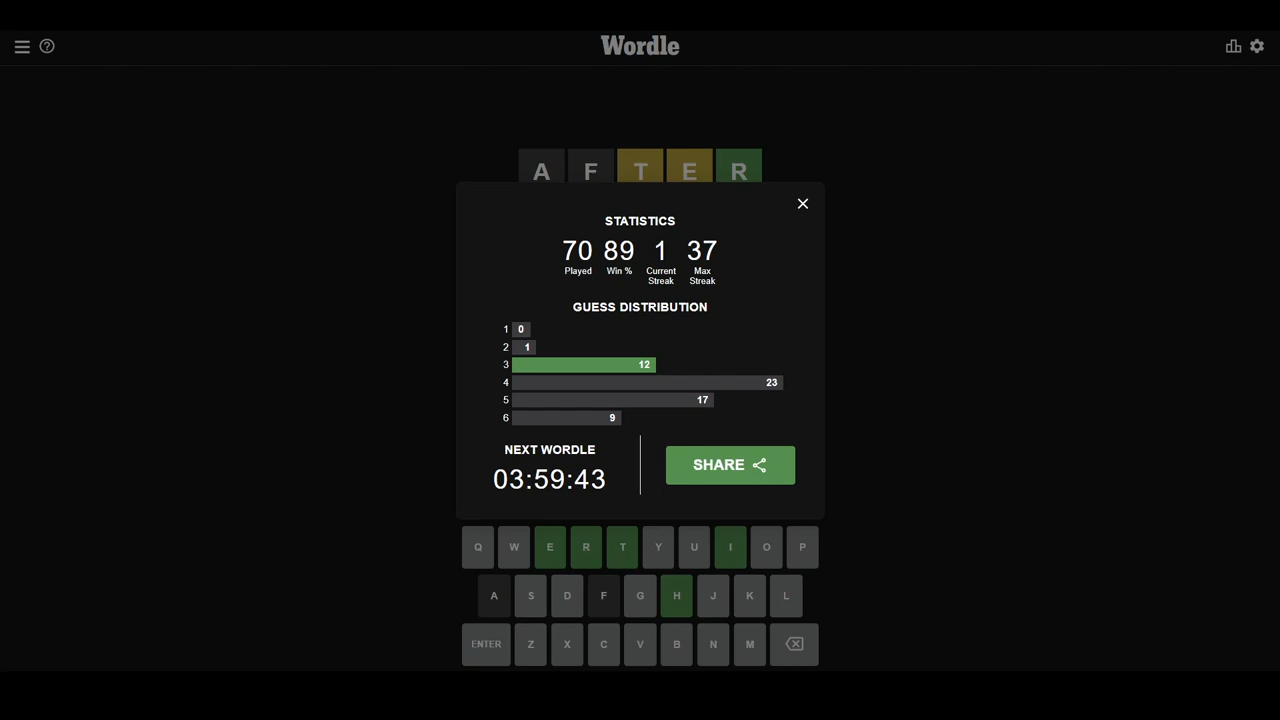 Wordle
A F T E R
STATISTICS
70 89 1 37
Played Win % Current Streak Max Streak
GUESS DISTRIBUTION
1 0
2 1
3 12
4 23
5 17
6 9
NEXT WORDLE
03:59:43
SHARE
Q W E R T Y U I O P
A S D F G H J K L
ENTER Z X C V B N M